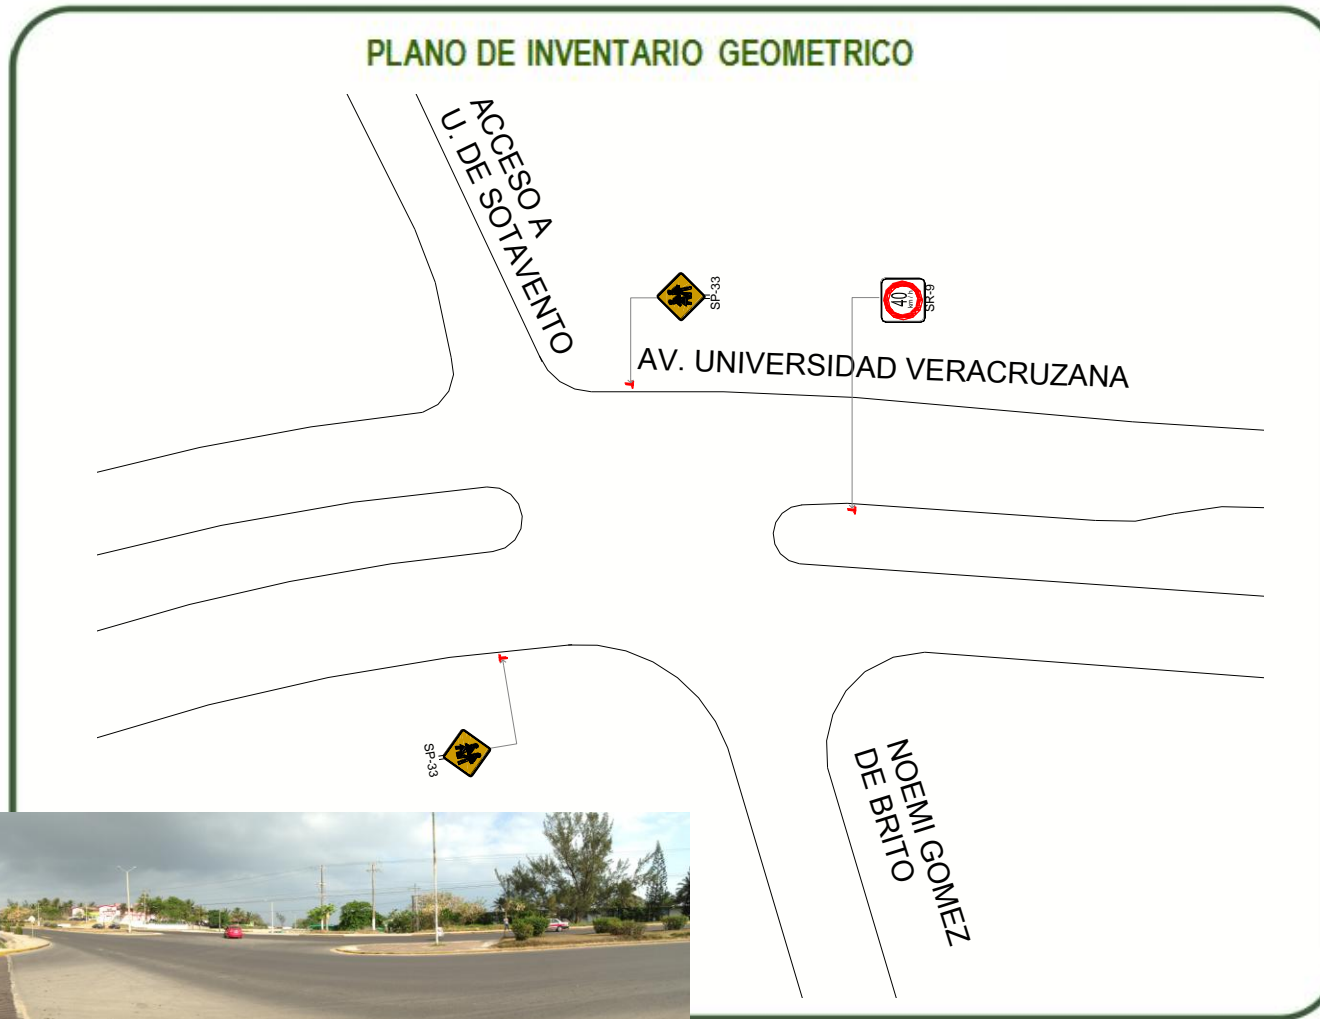 PLANO DE INVENTARIO GEOMETRICO
ACCESO A
U. DE SOTAVENTO
SP-33
40
km/h
SR-9
AV. UNIVERSIDAD VERACRUZANA
SP-33
NOEMI GOMEZ
DE BRITO